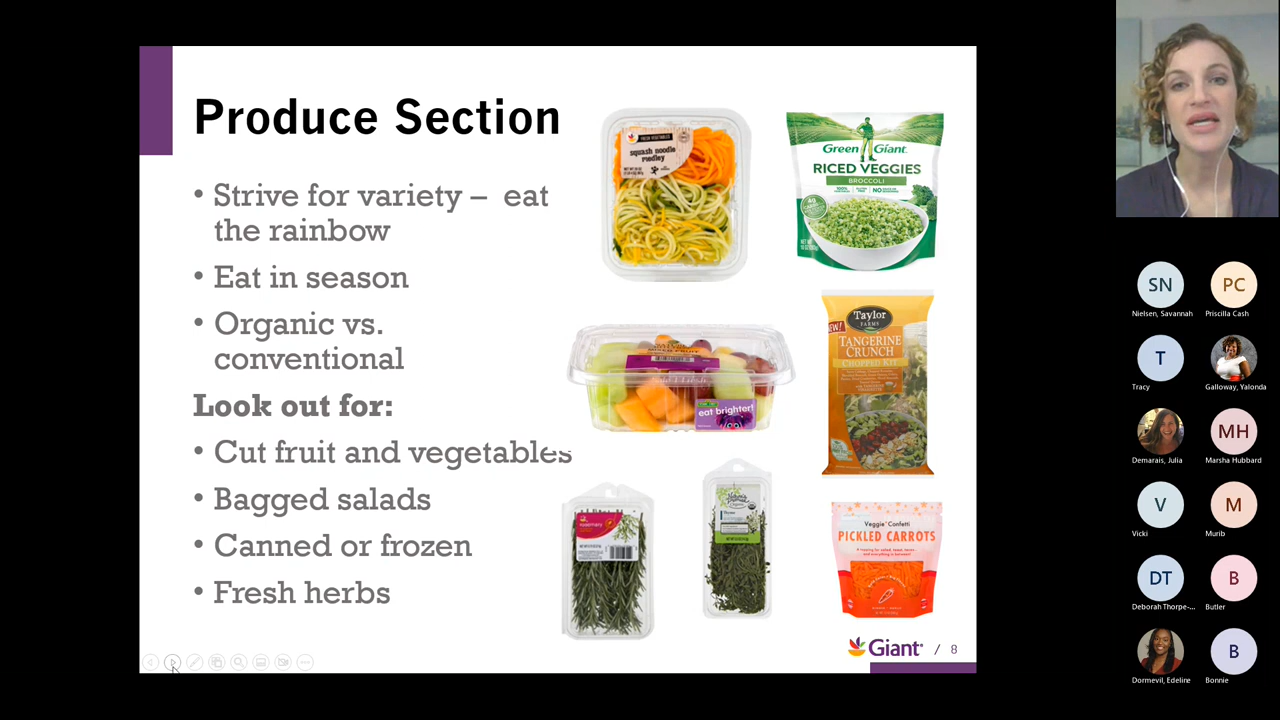 Produce Section
• Strive for variety – eat
the rainbow
• Eat in season
• Organic vs.
conventional
Look out for:
• Cut fruit and vegetables
• Bagged salads
• Canned or frozen
• Fresh herbs
squash noodle
medley
Green Giant
RICED VEGGIES
BROCCOLI
MIXED FRUIT
eat brighter!
NEW!
Taylor
FARMS
TANGERINE
CRUNCH
CHOPPED KIT
rosemary
Veggie Confetti
PICKLED CARROTS
Giant / 8
SN
Nielsen, Savannah
PC
Priscilla Cash
T
Tracy
Galloway, Yalonda
Demarais, Julia
MH
Marsha Hubbard
V
Vicki
M
Murib
DT
Deborah Thorpe-...
B
Butler
Dormevil, Edeline
B
Bonnie